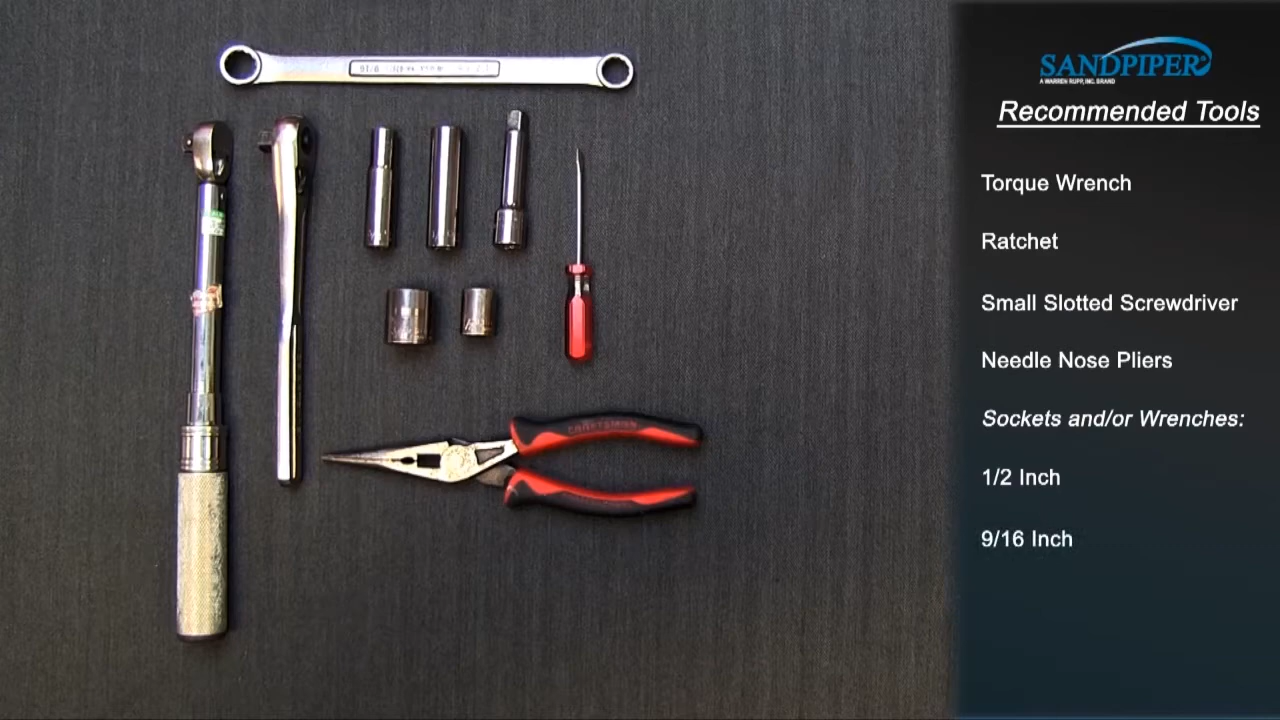 SANDPIPER
A WARREN RUPP, INC. BRAND
Recommended Tools
Torque Wrench
Ratchet
Small Slotted Screwdriver
Needle Nose Pliers
Sockets and/or Wrenches:
1/2 Inch
9/16 Inch
CRAFTSMAN